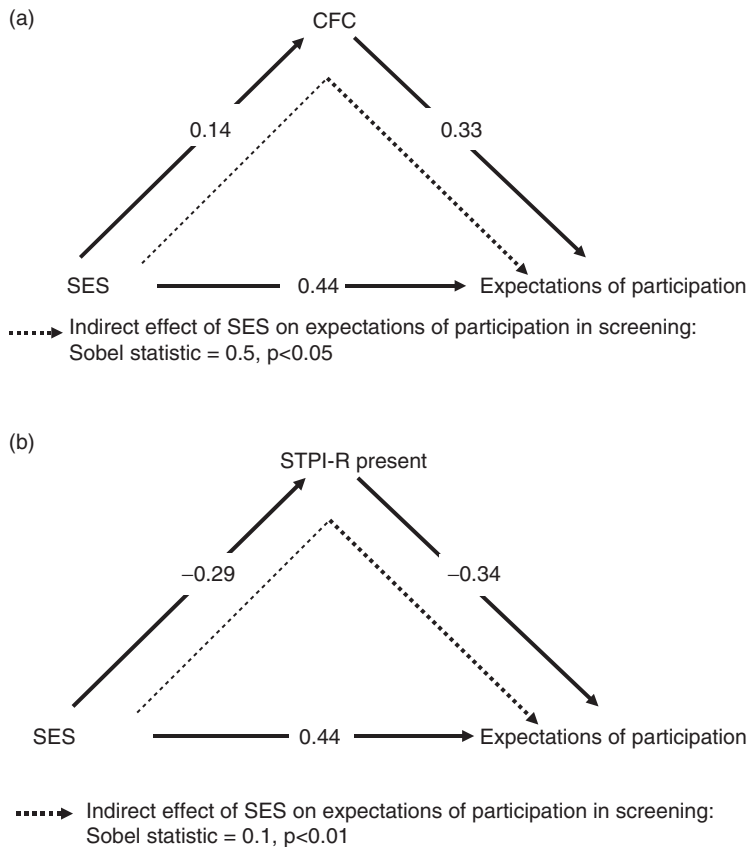 (a)
CFC
0.14
0.33
SES
0.44
Expectations of participation
Indirect effect of SES on expectations of participation in screening:
Sobel statistic = 0.5, p<0.05
(b)
STPI-R present
−0.29
−0.34
SES
0.44
Expectations of participation
Indirect effect of SES on expectations of participation in screening:
Sobel statistic = 0.1, p<0.01